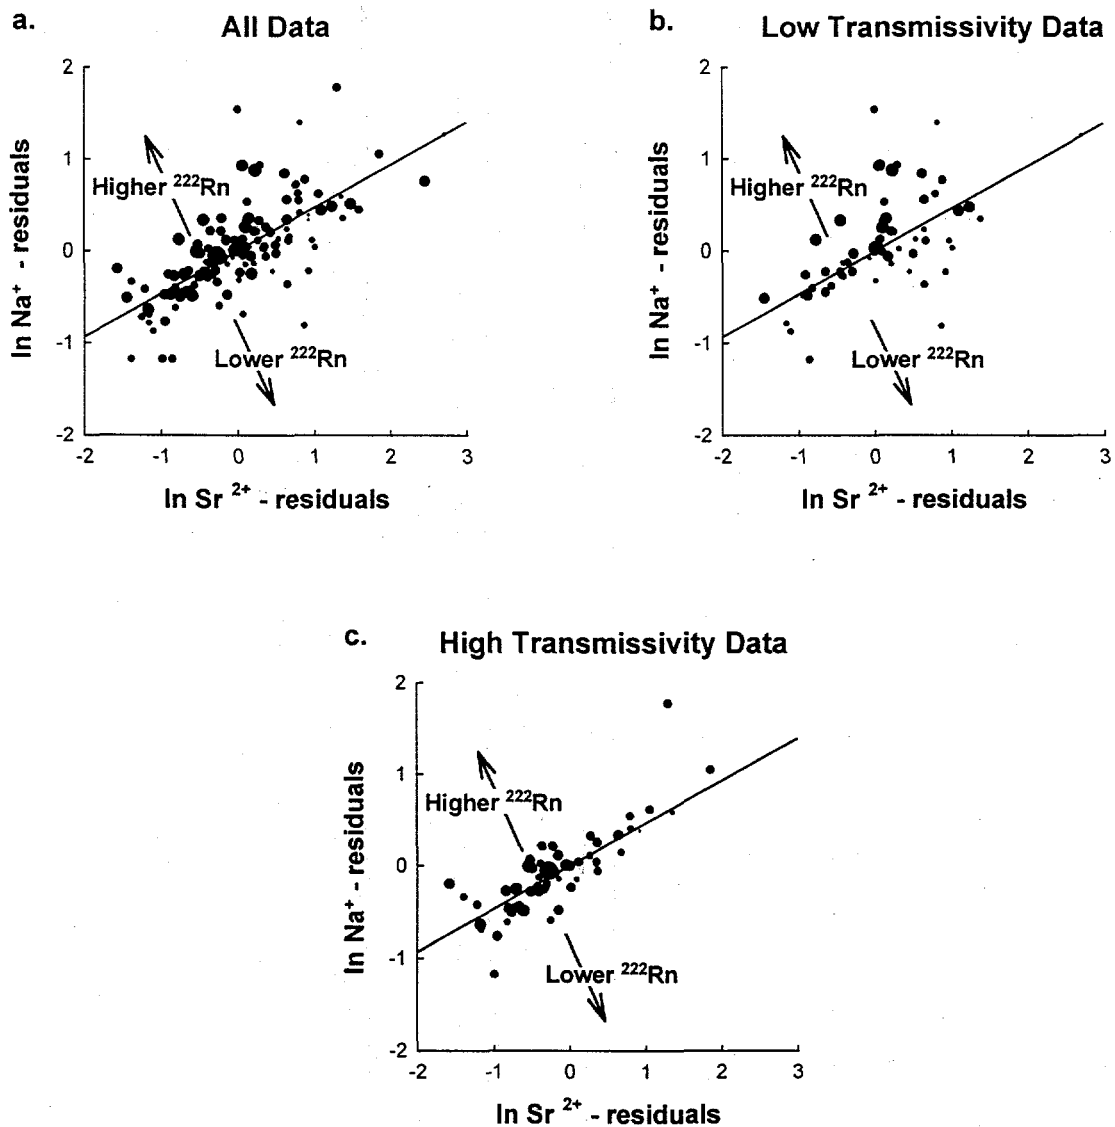 a.
All Data
2
1
0
-1
-2
-2
-1
0
1
2
3
ln Na⁺ - residuals
ln Sr ²⁺ - residuals
Higher ²²²Rn
Lower ²²²Rn
b.
Low Transmissivity Data
2
1
0
-1
-2
-2
-1
0
1
2
3
ln Na⁺ - residuals
ln Sr ²⁺ - residuals
Higher ²²²Rn
Lower ²²²Rn
c.
High Transmissivity Data
2
1
0
-1
-2
-2
-1
0
1
2
3
ln Na⁺ - residuals
ln Sr ²⁺ - residuals
Higher ²²²Rn
Lower ²²²Rn